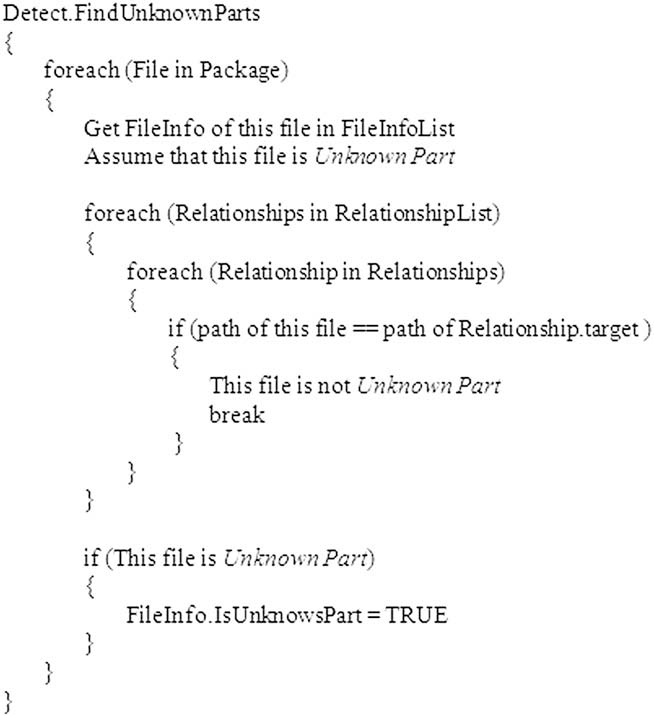 Detect.FindUnknownParts
{
foreach (File in Package)
{
Get FileInfo of this file in FileInfoList
Assume that this file is Unknown Part
foreach (Relationships in RelationshipList)
{
foreach (Relationship in Relationships)
{
if (path of this file == path of Relationship.target )
{
This file is not Unknown Part
break
}
}
}
if (This file is Unknown Part)
{
FileInfo.IsUnknowsPart = TRUE
}
}
}